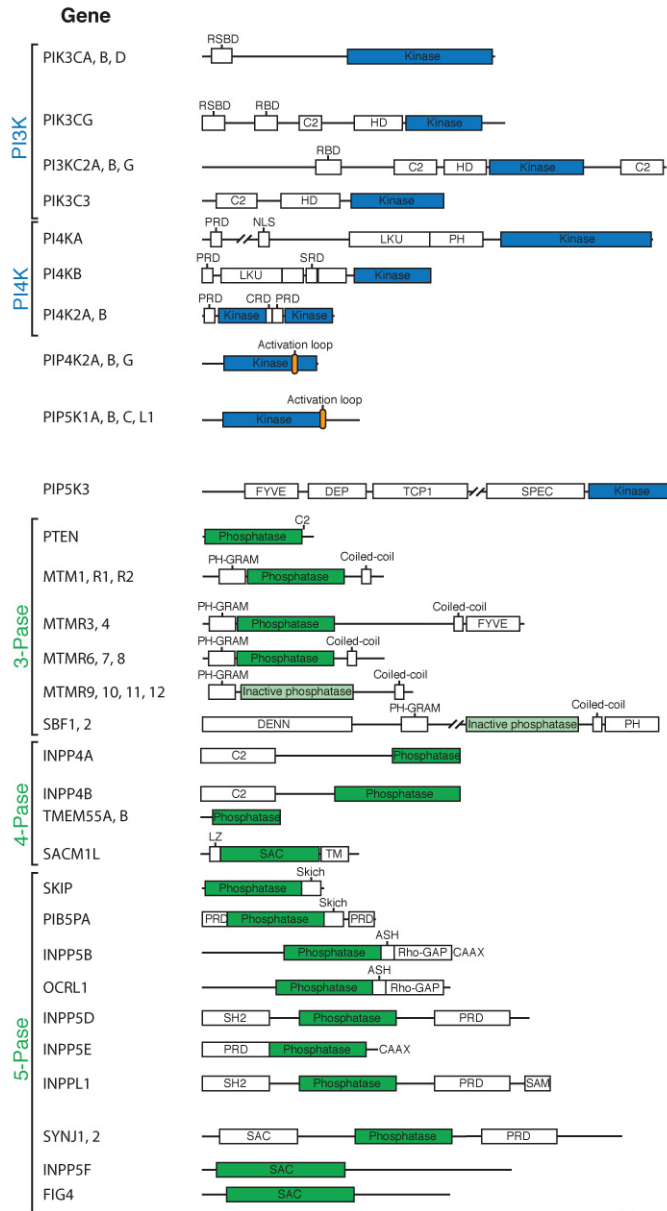 Gene
PI3K
RSBD
PIK3CA, B, D
Kinase
RSBD RBD
PIK3CG
C2 HD Kinase
RBD
PI3KC2A, B, G
C2 HD Kinase C2
PIK3C3
C2 HD Kinase
PI4K
PRD NLS
PI4KA
LKU PH Kinase
PRD SRD
PI4KB
LKU Kinase
PRD CRD PRD
PI4K2A, B
Kinase Kinase
Activation loop
PIP4K2A, B, G
Kinase
Activation loop
PIP5K1A, B, C, L1
Kinase
PIP5K3
FYVE DEP TCP1 SPEC Kinase
3-Pase
C2
PTEN
Phosphatase
PH-GRAM Coiled-coil
MTM1, R1, R2
Phosphatase
PH-GRAM Coiled-coil
MTMR3, 4
Phosphatase FYVE
PH-GRAM Coiled-coil
MTMR6, 7, 8
Phosphatase
PH-GRAM Coiled-coil
MTMR9, 10, 11, 12
Inactive phosphatase
PH-GRAM Coiled-coil
SBF1, 2
DENN Inactive phosphatase PH
4-Pase
INPP4A
C2 Phosphatase
INPP4B
C2 Phosphatase
TMEM55A, B
Phosphatase
LZ
SACM1L
SAC TM
5-Pase
Skich
SKIP
Phosphatase
Skich
PIB5PA
PRD Phosphatase PRD
ASH
INPP5B
Phosphatase Rho-GAP CAAX
ASH
OCRL1
Phosphatase Rho-GAP
INPP5D
SH2 Phosphatase PRD
INPP5E
PRD Phosphatase CAAX
INPPL1
SH2 Phosphatase PRD SAM
SYNJ1, 2
SAC Phosphatase PRD
INPP5F
SAC
FIG4
SAC